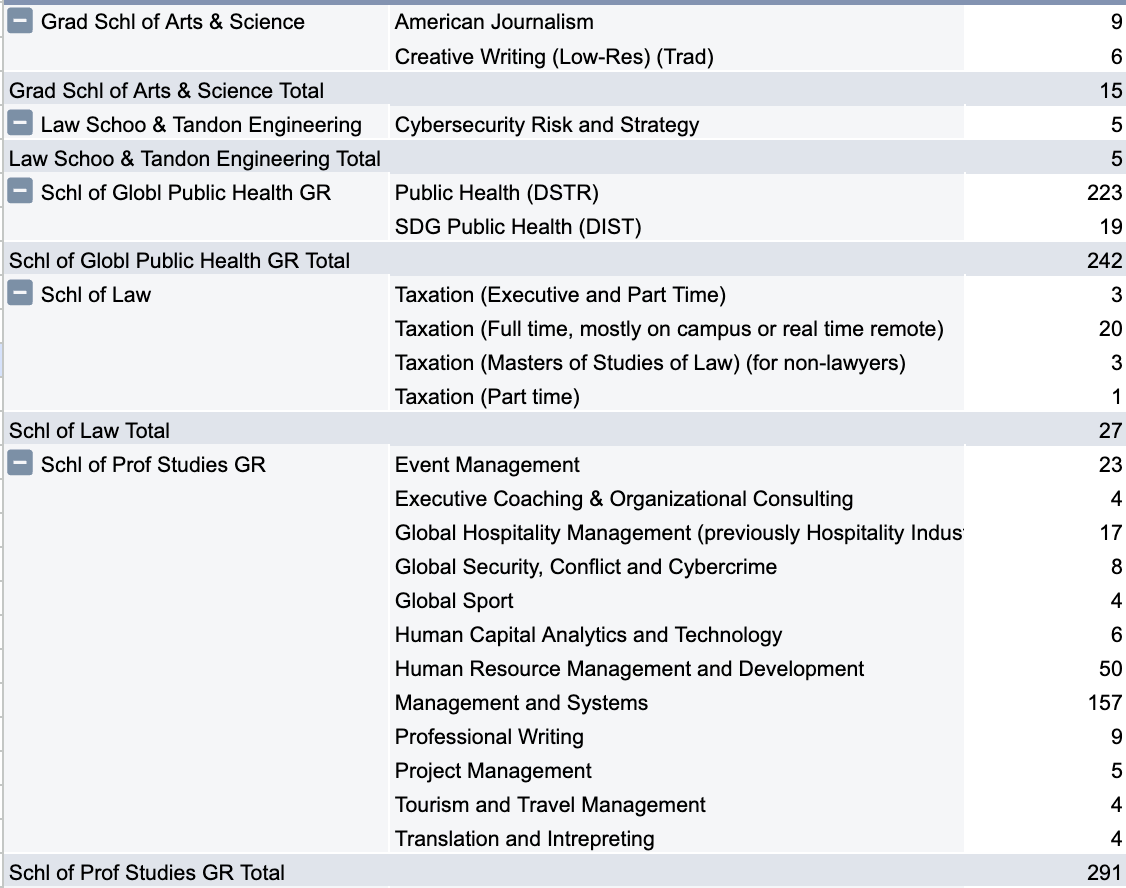 Grad Schl of Arts & Science American Journalism 9
Creative Writing (Low-Res) (Trad) 6
Grad Schl of Arts & Science Total 15
Law Schoo & Tandon Engineering Cybersecurity Risk and Strategy 5
Law Schoo & Tandon Engineering Total 5
Schl of Globl Public Health GR Public Health (DSTR) 223
SDG Public Health (DIST) 19
Schl of Globl Public Health GR Total 242
Schl of Law Taxation (Executive and Part Time) 3
Taxation (Full time, mostly on campus or real time remote) 20
Taxation (Masters of Studies of Law) (for non-lawyers) 3
Taxation (Part time) 1
Schl of Law Total 27
Schl of Prof Studies GR Event Management 23
Executive Coaching & Organizational Consulting 4
Global Hospitality Management (previously Hospitality Indus 17
Global Security, Conflict and Cybercrime 8
Global Sport 4
Human Capital Analytics and Technology 6
Human Resource Management and Development 50
Management and Systems 157
Professional Writing 9
Project Management 5
Tourism and Travel Management 4
Translation and Intrepreting 4
Schl of Prof Studies GR Total 291